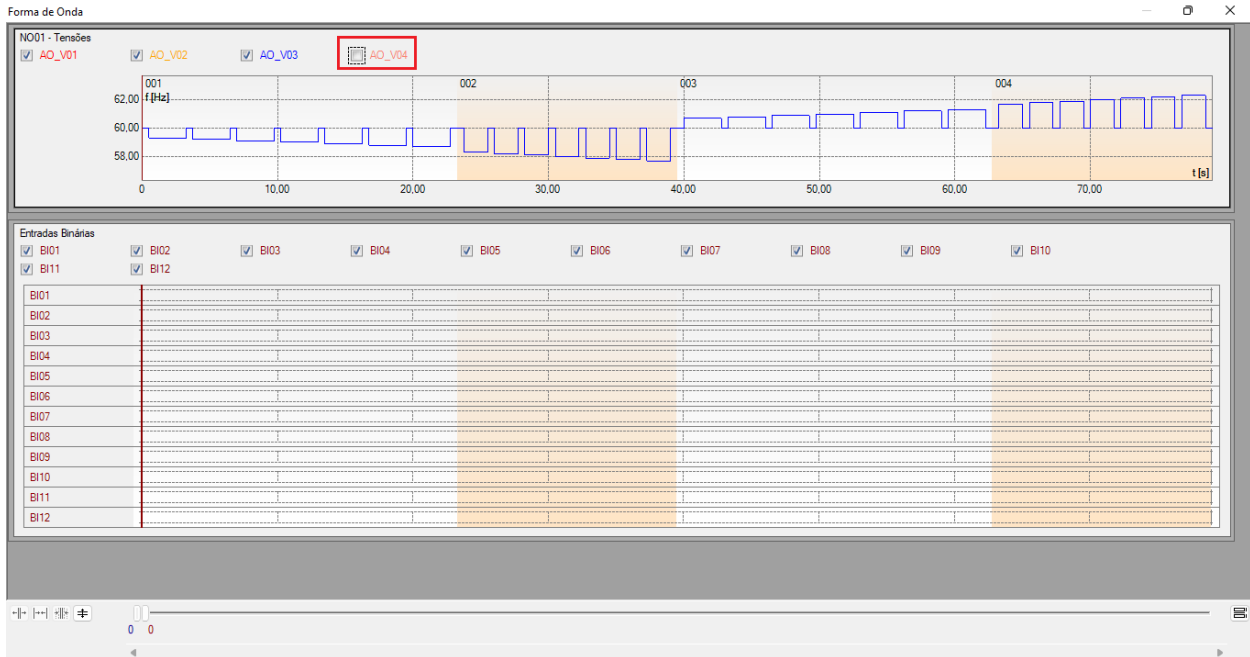 Forma de Onda
NO01 - Tensões
AO_V01 AO_V02 AO_V03 AO_V04
001 002 003 004
f [Hz]
62,00
60,00
58,00
t [s]
0 10,00 20,00 30,00 40,00 50,00 60,00 70,00
Entradas Binárias
BI01 BI02 BI03 BI04 BI05 BI06 BI07 BI08 BI09 BI10
BI11 BI12
BI01
BI02
BI03
BI04
BI05
BI06
BI07
BI08
BI09
BI10
BI11
BI12
0 0